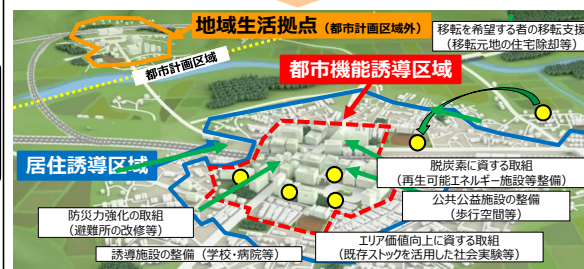 地域生活拠点（都市計画区域外）
移転を希望する者の移転支援
（移転元地の住宅除却等）
都市計画区域
都市機能誘導区域
居住誘導区域
脱炭素に資する取組
（再生可能エネルギー施設等整備）
公共公益施設の整備
（歩行空間等）
防災力強化の取組
（避難所の改修等）
エリア価値向上に資する取組
（既存ストックを活用した社会実験等）
誘導施設の整備（学校・病院等）